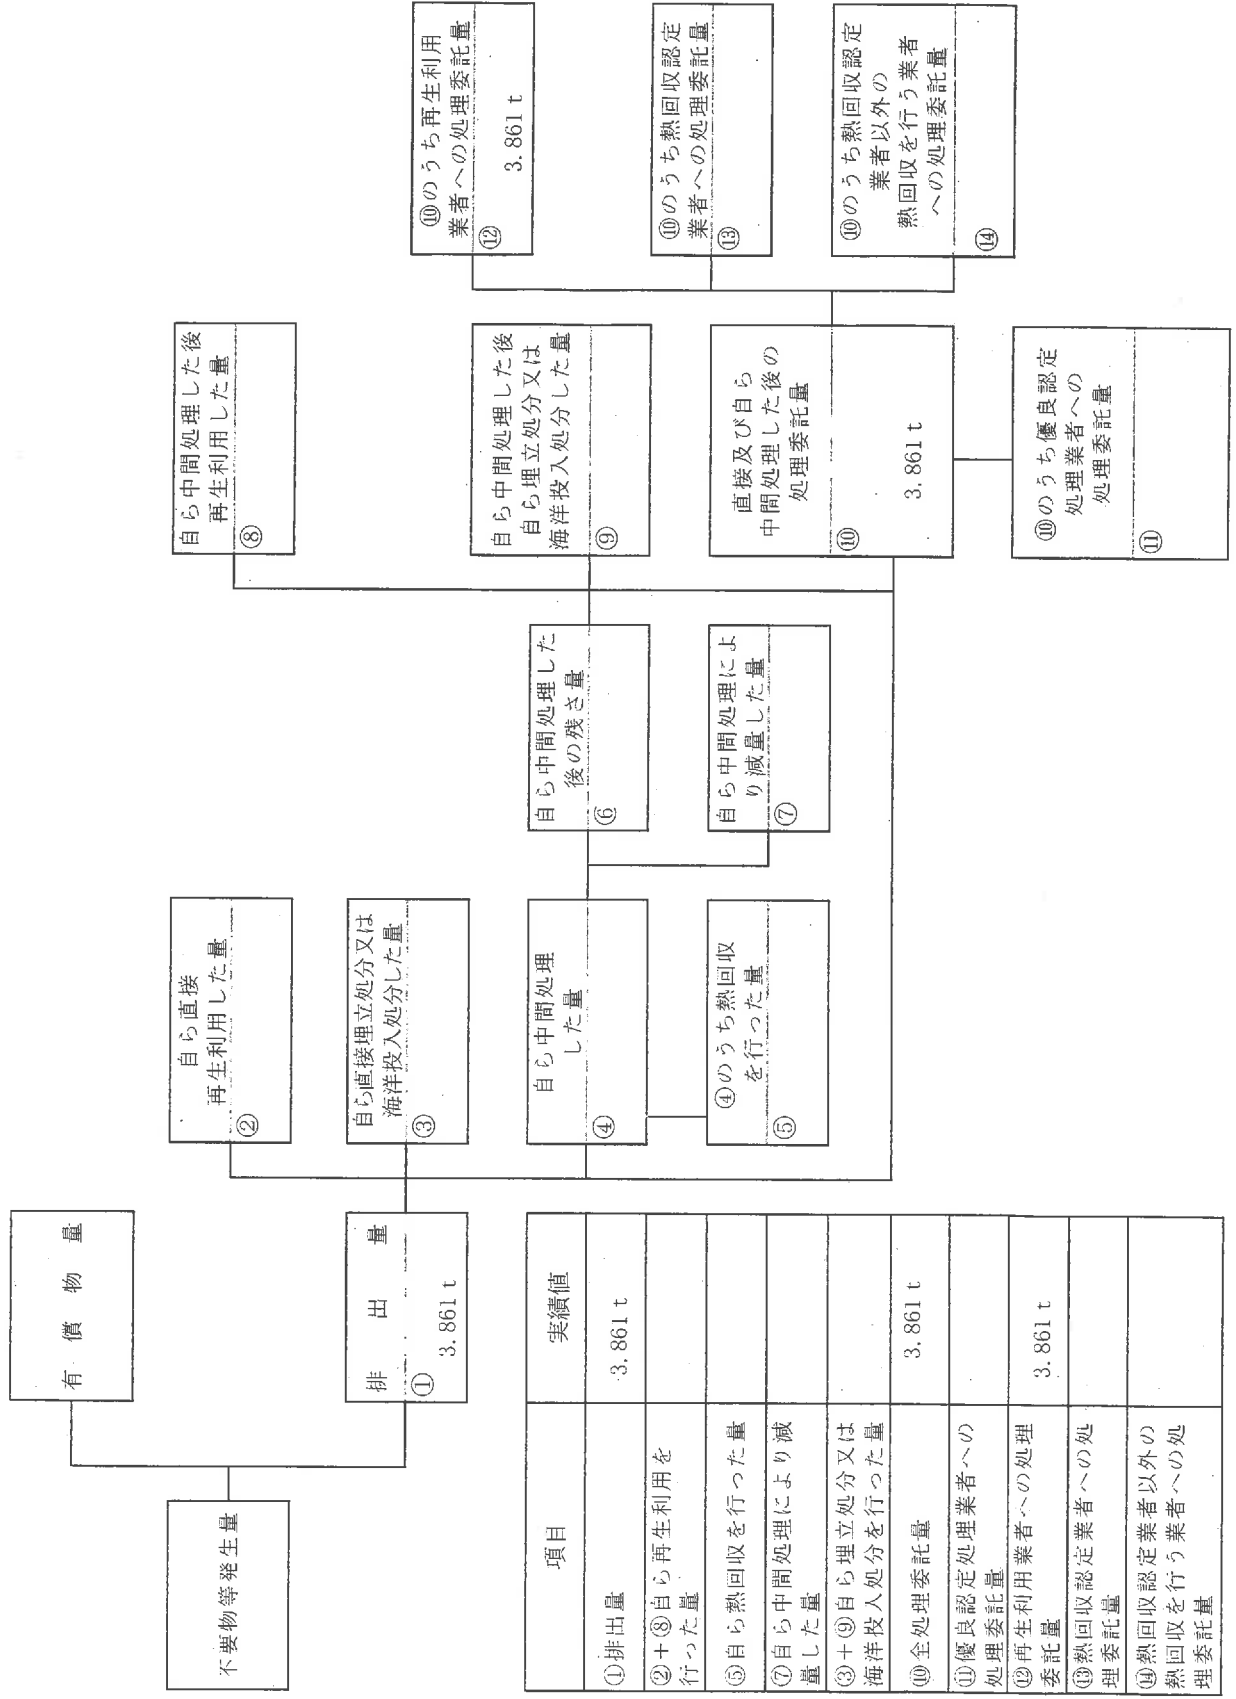 不要物等発生量
有償物量
排出量
①
3.861t
自ら直接
再生利用した量
②
自ら直接埋立処分又は
海洋投入処分した量
③
自ら中間処理
した量
④
④のうち熱回収
を行った量
⑤
自ら中間処理した
後の残さ量
⑥
自ら中間処理によ
り減量した量
⑦
自ら中間処理した後
再生利用した量
⑧
自ら中間処理した後
自ら埋立処分又は
海洋投入処分した量
⑨
直接及び自ら
中間処理した後の
処理委託量
⑩
3.861t
⑩のうち優良認定
処理業者への
処理委託量
⑪
⑩のうち再生利用
業者への処理委託量
⑫
3.861t
⑩のうち熱回収認定
業者への処理委託量
⑬
⑩のうち熱回収認定
業者以外の
熱回収を行う業者
への処理委託量
⑭
項目 実績値
①排出量 3.861t
②+⑧自ら再生利用を
行った量
⑤自ら熱回収を行った量
⑦自ら中間処理により減
量した量
③+⑨自ら埋立処分又は
海洋投入処分を行った量
⑩全処理委託量 3.861t
⑪優良認定処理業者への
処理委託量
⑫再生利用業者への処理
委託量 3.861t
⑬熱回収認定業者への処
理委託量
⑭熱回収認定業者以外の
熱回収を行う業者への処
理委託量